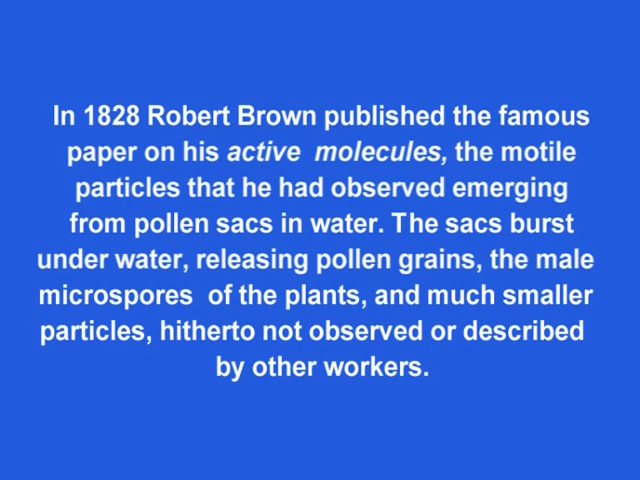 In 1828 Robert Brown published the famous
paper on his active molecules, the motile
particles that he had observed emerging
from pollen sacs in water. The sacs burst
under water, releasing pollen grains, the male
microspores of the plants, and much smaller
particles, hitherto not observed or described
by other workers.